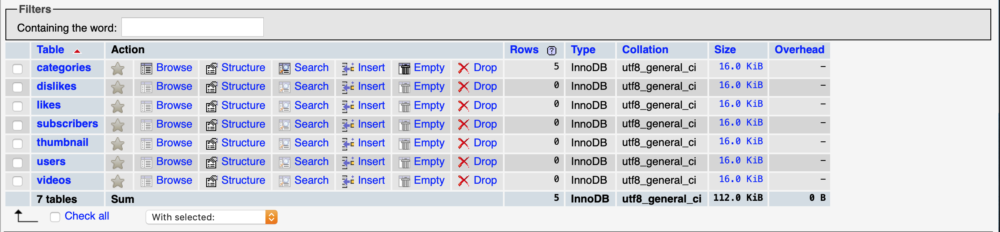 Filters
Containing the word:
Table Action Rows ? Type Collation Size Overhead
categories Browse Structure Search Insert Empty Drop 5 InnoDB utf8_general_ci 16.0 KiB –
dislikes Browse Structure Search Insert Empty Drop 0 InnoDB utf8_general_ci 16.0 KiB –
likes Browse Structure Search Insert Empty Drop 0 InnoDB utf8_general_ci 16.0 KiB –
subscribers Browse Structure Search Insert Empty Drop 0 InnoDB utf8_general_ci 16.0 KiB –
thumbnail Browse Structure Search Insert Empty Drop 0 InnoDB utf8_general_ci 16.0 KiB –
users Browse Structure Search Insert Empty Drop 0 InnoDB utf8_general_ci 16.0 KiB –
videos Browse Structure Search Insert Empty Drop 0 InnoDB utf8_general_ci 16.0 KiB –
7 tables Sum 5 InnoDB utf8_general_ci 112.0 KiB 0 B
Check all With selected: